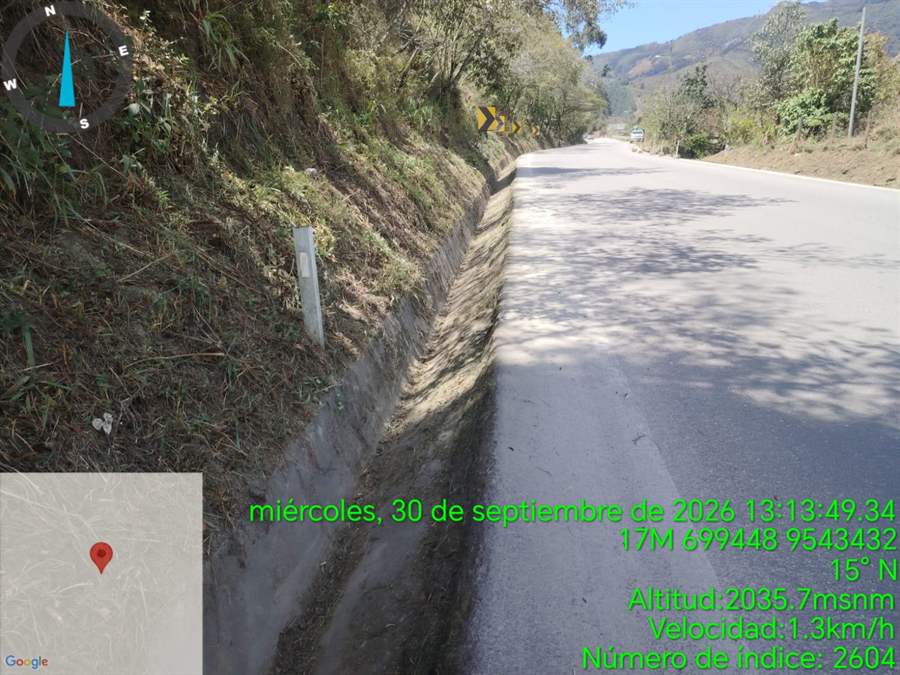 N
E
W
S
miércoles, 30 de septiembre de 2026 13:13:49.34
17M 699448 9543432
15° N
Altitud:2035.7msnm
Velocidad:1.3km/h
Número de índice: 2604
Google